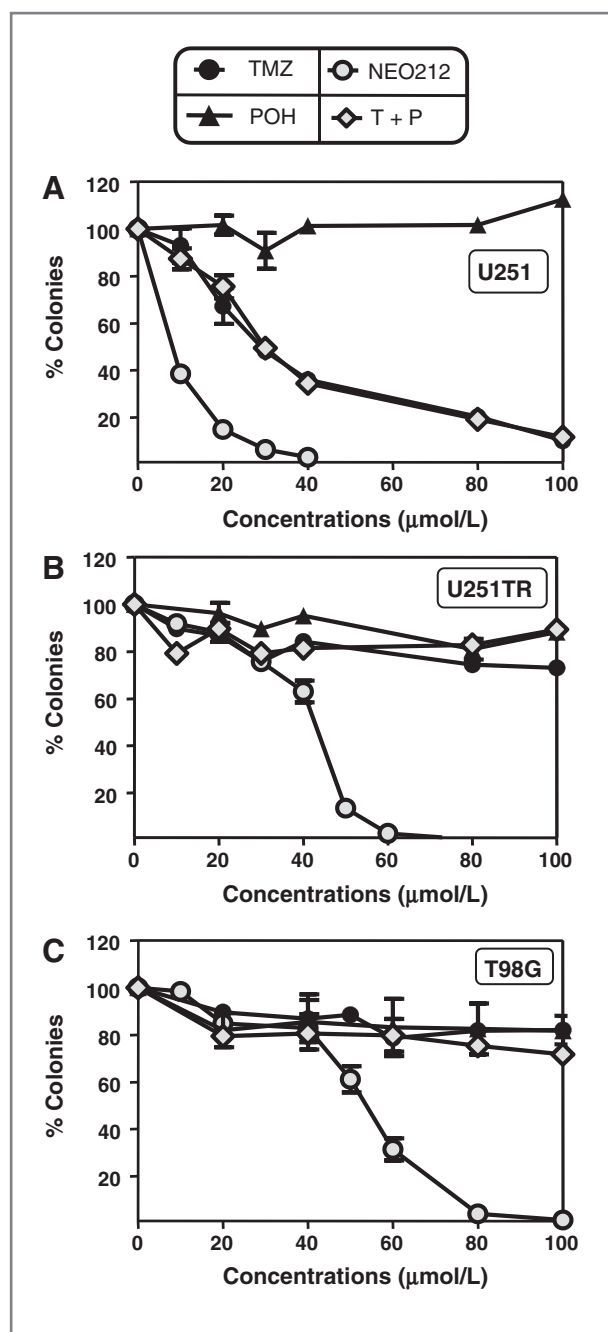 TMZ NEO212
POH T + P
A
120
100
80
60
40
20
% Colonies
U251
0 20 40 60 80 100
Concentrations (μmol/L)
B
120
100
80
60
40
20
% Colonies
U251TR
0 20 40 60 80 100
Concentrations (μmol/L)
C
120
100
80
60
40
20
% Colonies
T98G
0 20 40 60 80 100
Concentrations (μmol/L)